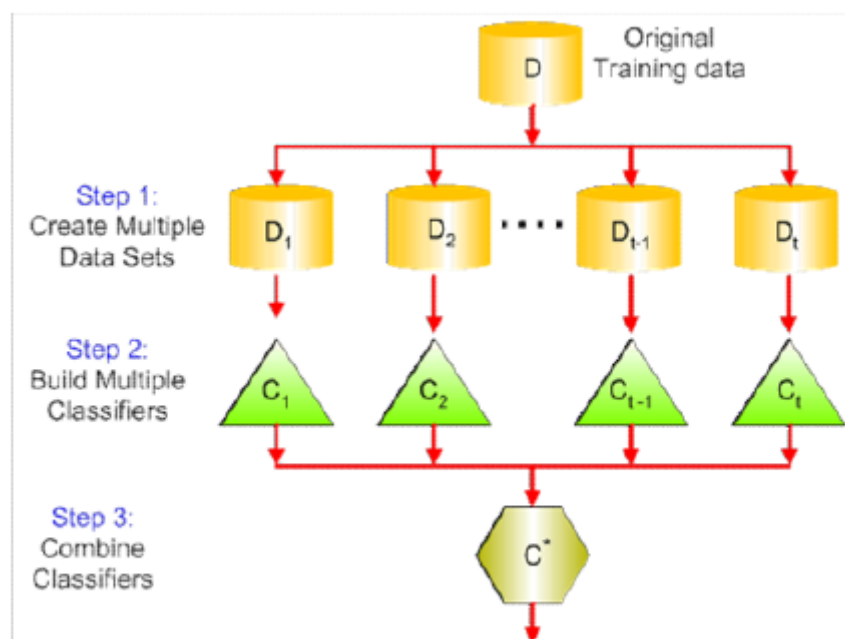 D
Original
Training data
Step 1:
Create Multiple
Data Sets
D1
D2
Dt-1
Dt
Step 2:
Build Multiple
Classifiers
C1
C2
Ct-1
Ct
Step 3:
Combine
Classifiers
C*